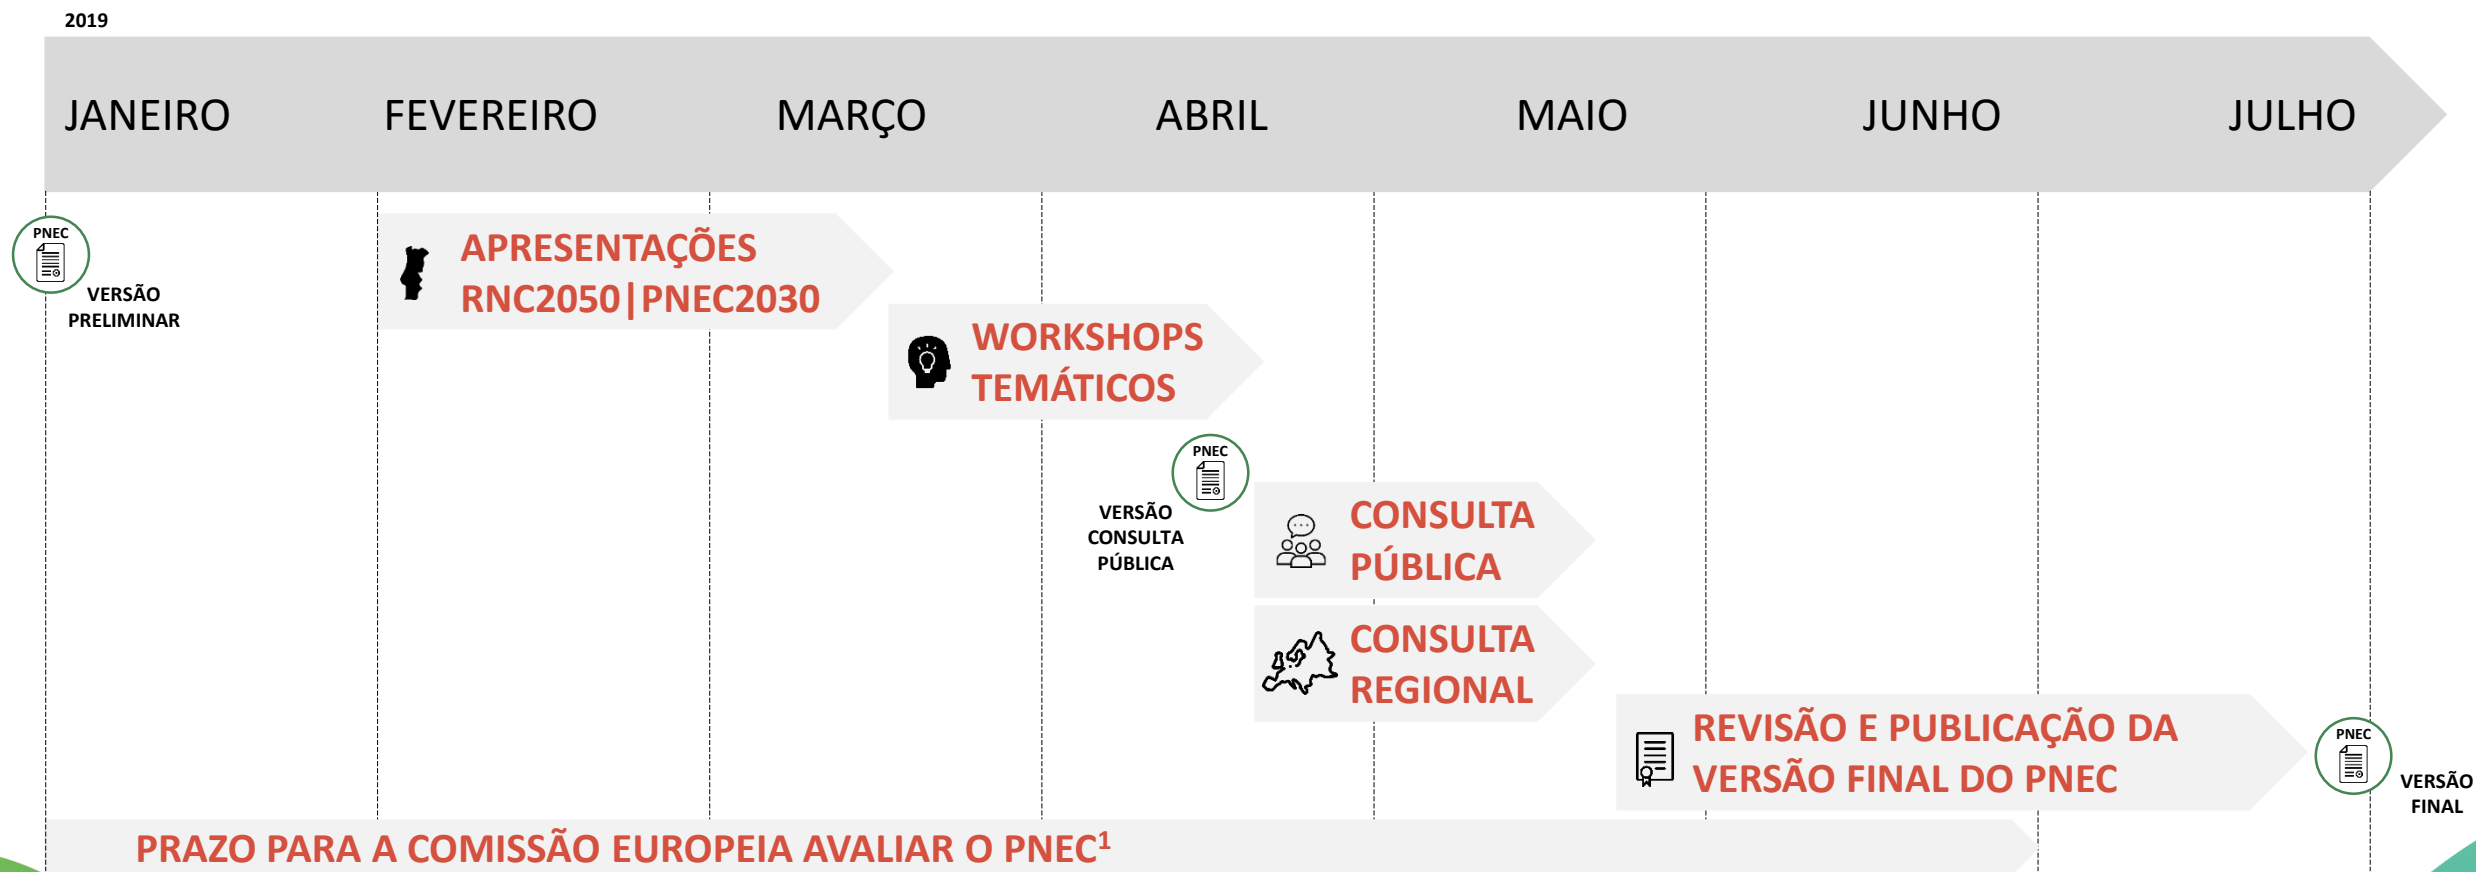 2019
JANEIRO FEVEREIRO MARÇO ABRIL MAIO JUNHO JULHO
PNEC
VERSÃO
PRELIMINAR
APRESENTAÇÕES
RNC2050|PNEC2030
WORKSHOPS
TEMÁTICOS
PNEC
VERSÃO
CONSULTA
PÚBLICA
CONSULTA
PÚBLICA
CONSULTA
REGIONAL
REVISÃO E PUBLICAÇÃO DA
VERSÃO FINAL DO PNEC
PNEC
VERSÃO
FINAL
PRAZO PARA A COMISSÃO EUROPEIA AVALIAR O PNEC¹